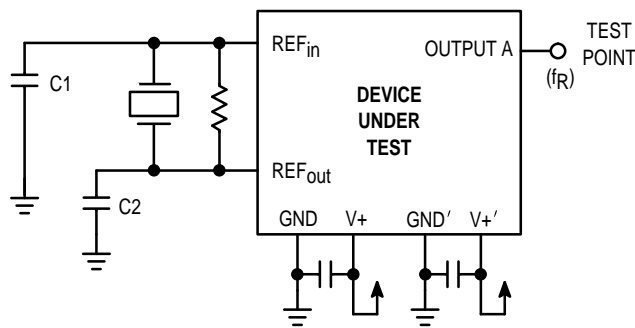 REFin
OUTPUT A
TEST
POINT
(fR)
C1
DEVICE
UNDER
TEST
REFout
C2
GND V+ GND′ V+′